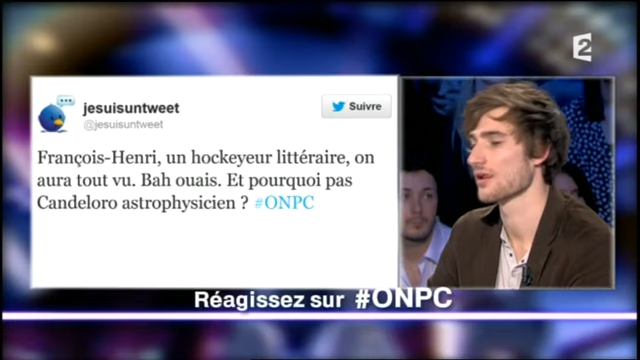 2
jesuisuntweet
@jesuisuntweet
Suivre
François-Henri, un hockeyeur littéraire, on
aura tout vu. Bah ouais. Et pourquoi pas
Candeloro astrophysicien ? #ONPC
Réagissez sur #ONPC